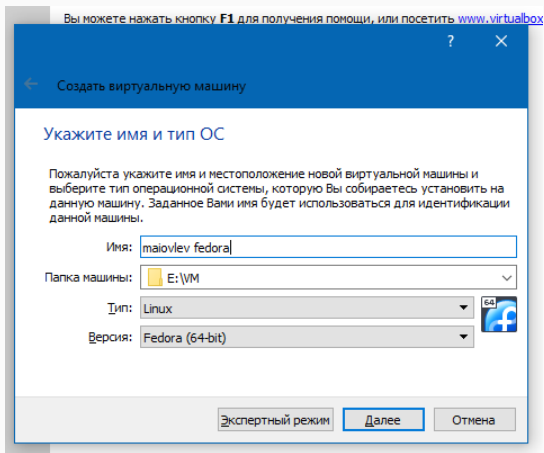 Вы можете нажать кнопку F1 для получения помощи, или посетить www.virtualbox
?
Создать виртуальную машину
Укажите имя и тип ОС
Пожалуйста укажите имя и местоположение новой виртуальной машины и
выберите тип операционной системы, которую Вы собираетесь установить на
данную машину. Заданное Вами имя будет использоваться для идентификации
данной машины.
Имя: maiovlev fedora
Папка машины: E:\VM
Тип: Linux
64
Версия: Fedora (64-bit)
Экспертный режим Далее Отмена